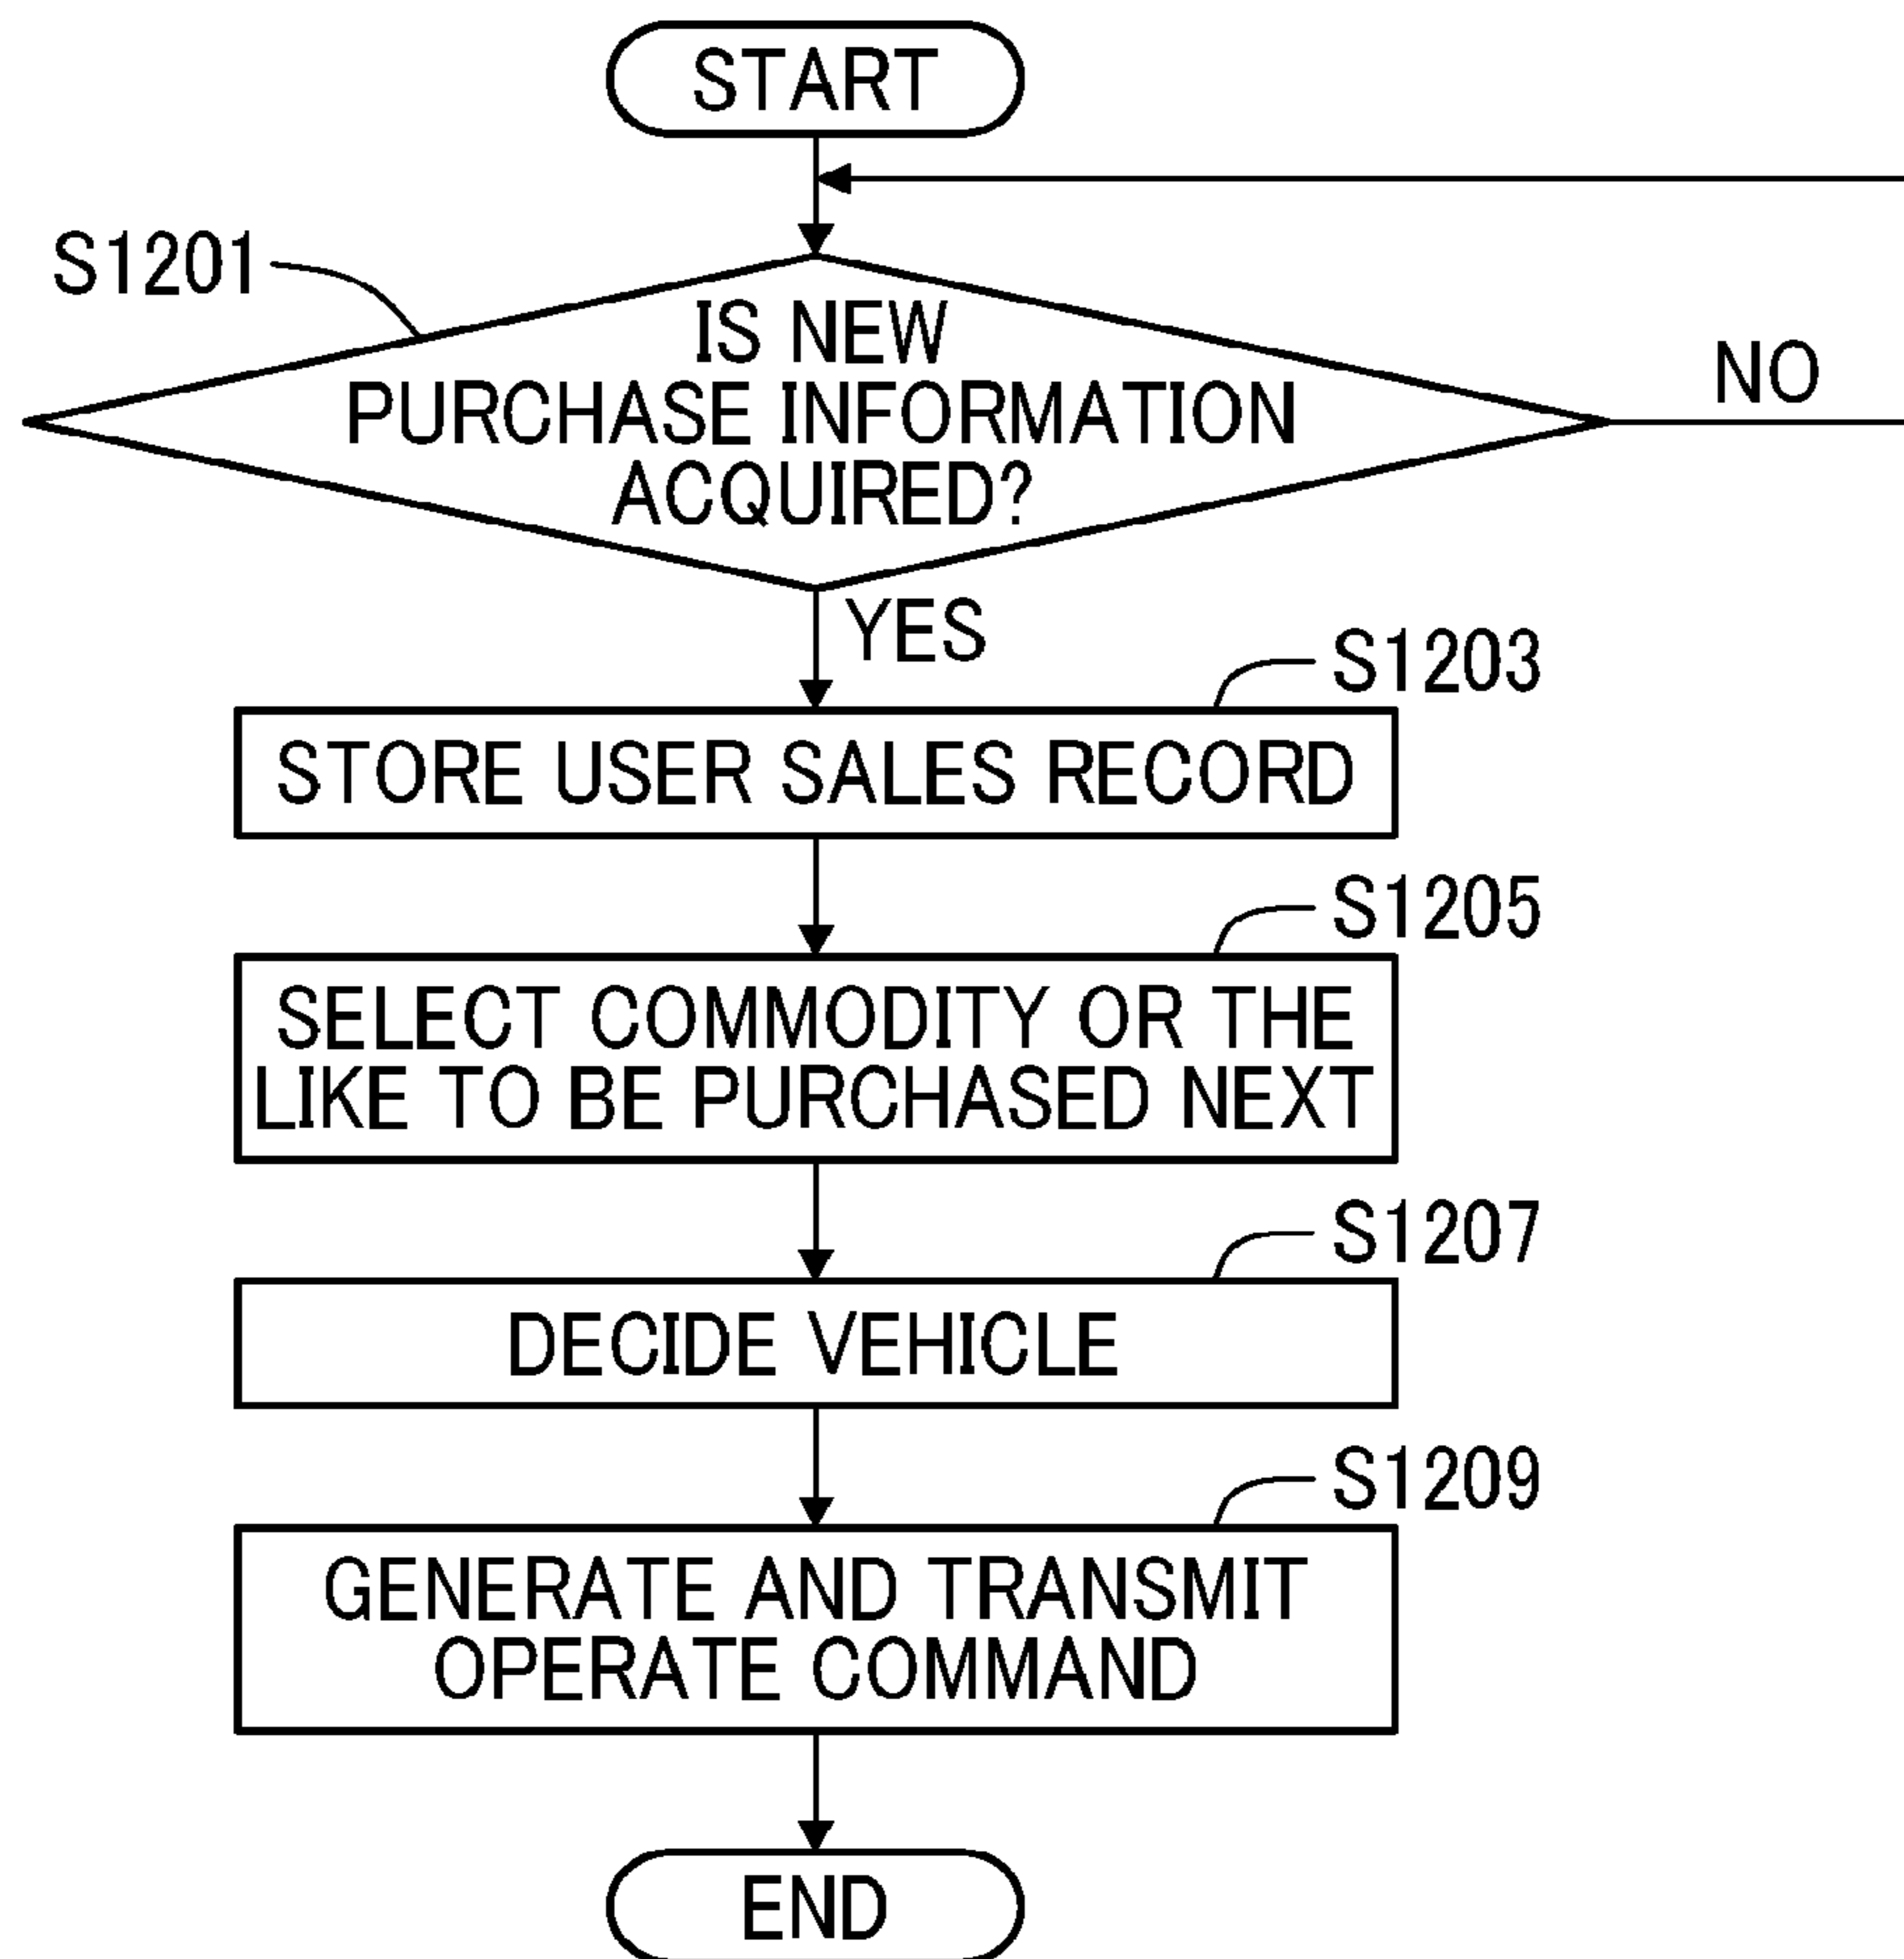 START
S1201
IS NEW
PURCHASE INFORMATION
ACQUIRED?
NO
YES
S1203
STORE USER SALES RECORD
S1205
SELECT COMMODITY OR THE
LIKE TO BE PURCHASED NEXT
S1207
DECIDE VEHICLE
S1209
GENERATE AND TRANSMIT
OPERATE COMMAND
END